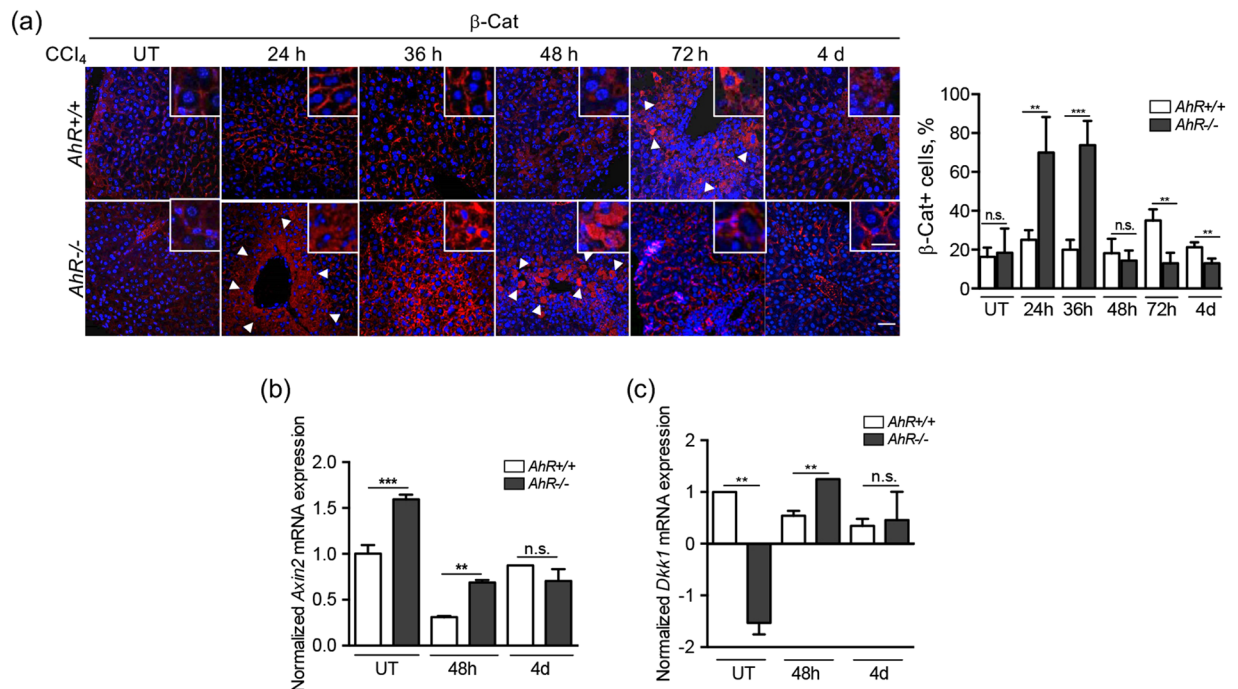 (a)
β-Cat
CCl₄ UT 24 h 36 h 48 h 72 h 4 d
AhR+/+
AhR-/-
β-Cat+ cells, %
100
80
60
40
20
0
AhR+/+
AhR-/-
n.s. ** *** n.s. ** **
UT 24h 36h 48h 72h 4d
(b)
Normalized Axin2 mRNA expression
2.0
1.5
1.0
0.5
0.0
AhR+/+
AhR-/-
*** ** n.s.
UT 48h 4d
(c)
Normalized Dkk1 mRNA expression
2
1
0
-1
-2
AhR+/+
AhR-/-
** ** n.s.
UT 48h 4d